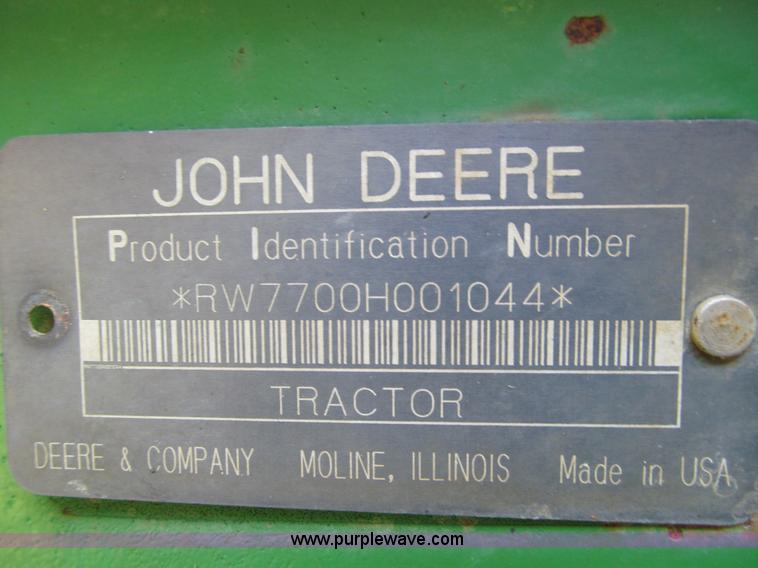 JOHN DEERE
Product Identification Number
*RW7700H001044*
TRACTOR
DEERE & COMPANY MOLINE, ILLINOIS Made in USA
www.purplewave.com